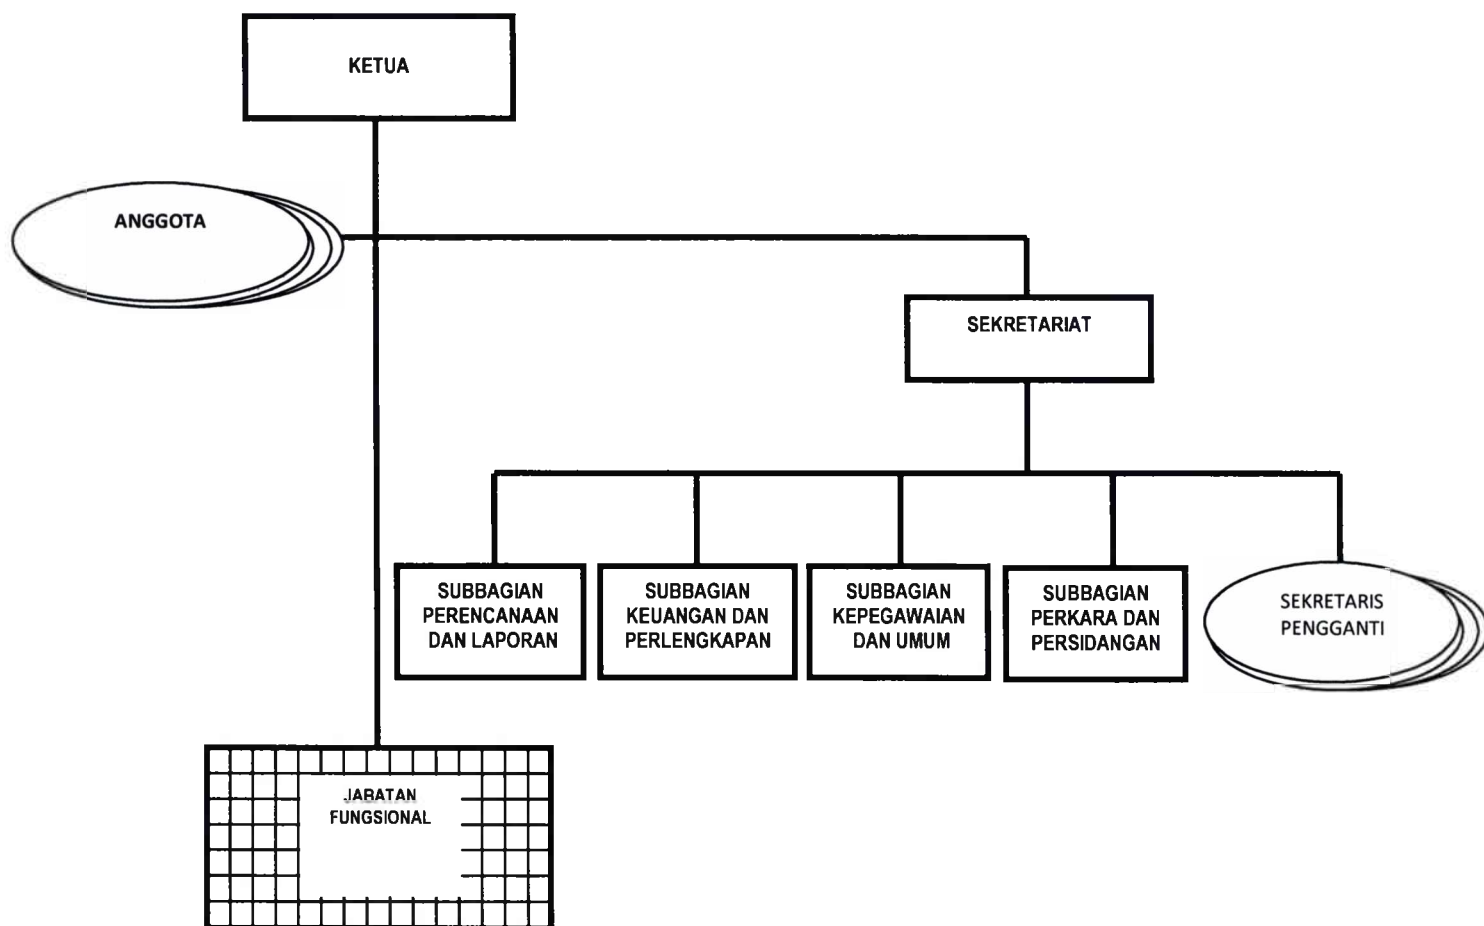 KETUA
ANGGOTA
SEKRETARIAT
SUBBAGIAN
PERENCANAAN
DAN LAPORAN
SUBBAGIAN
KEUANGAN DAN
PERLENGKAPAN
SUBBAGIAN
KEPEGAWAIAN
DAN UMUM
SUBBAGIAN
PERKARA DAN
PERSIDANGAN
SEKRETARIS
PENGGANTI
JABATAN
FUNGSIONAL